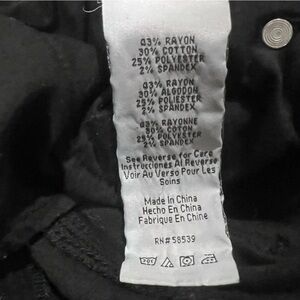 43% RAYON
30% COTTON
25% POLYESTER
2% SPANDEX
43% RAYON
30% ALGODON
25% POLIESTER
2% SPANDEX
43% RAYONNE
30% COTON
25% POLYESTER
2% SPANDEX
See Reverse for Care
Instrucciones Al Reverso
Voir Au Verso Pour Les
Soins
Made In China
Hecho En China
Fabrique En Chine
RN# 58539